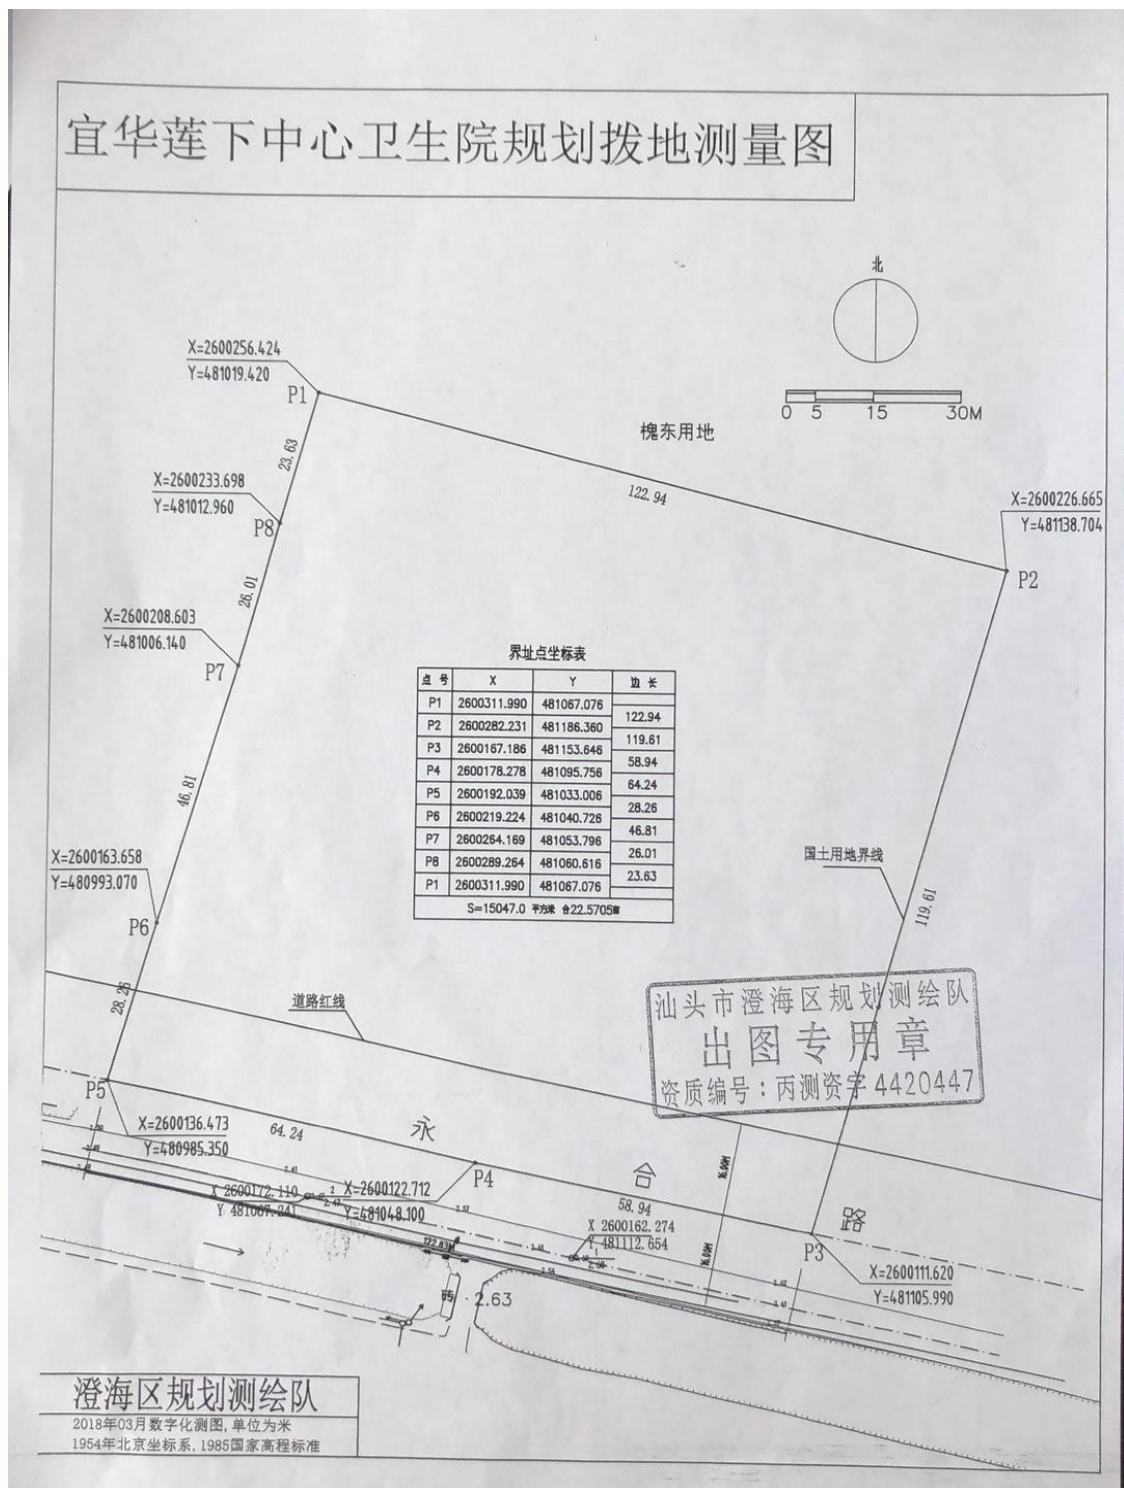 宜华莲下中心卫生院规划拨地测量图
北
0 5 15 30M
X=2600256.424
Y=481019.420
P1
槐东用地
23.63
122.94
X=2600233.698
Y=481012.960
P8
X=2600226.665
Y=481138.704
P2
26.01
X=2600208.603
Y=481006.140
P7
界址点坐标表
点号 X Y 边长
P1 2600311.990 481067.076
122.94
P2 2600282.231 481186.360
119.61
P3 2600167.186 481153.646
58.94
P4 2600178.278 481095.756
64.24
P5 2600192.039 481033.006
28.26
P6 2600219.224 481040.726
46.81
P7 2600264.169 481053.796
26.01
P8 2600289.264 481060.616
23.63
P1 2600311.990 481067.076
S=15047.0 平方米 合22.5705亩
46.81
X=2600163.658
Y=480993.070
P6
国土用地界线
119.61
28.26
道路红线
汕头市澄海区规划测绘队
出图专用章
资质编号：丙测资字4420447
P5
X=2600136.473
Y=480985.350
64.24
永
合
路
16.00M
16.00M
P4
X=2600122.712
Y=481048.100
X 2600172.110
Y 481067.241
58.94
X 2600162.274
Y 481112.654
P3
X=2600111.620
Y=481105.990
122.83M
2.63
澄海区规划测绘队
2018年03月数字化测图,单位为米
1954年北京坐标系,1985国家高程标准